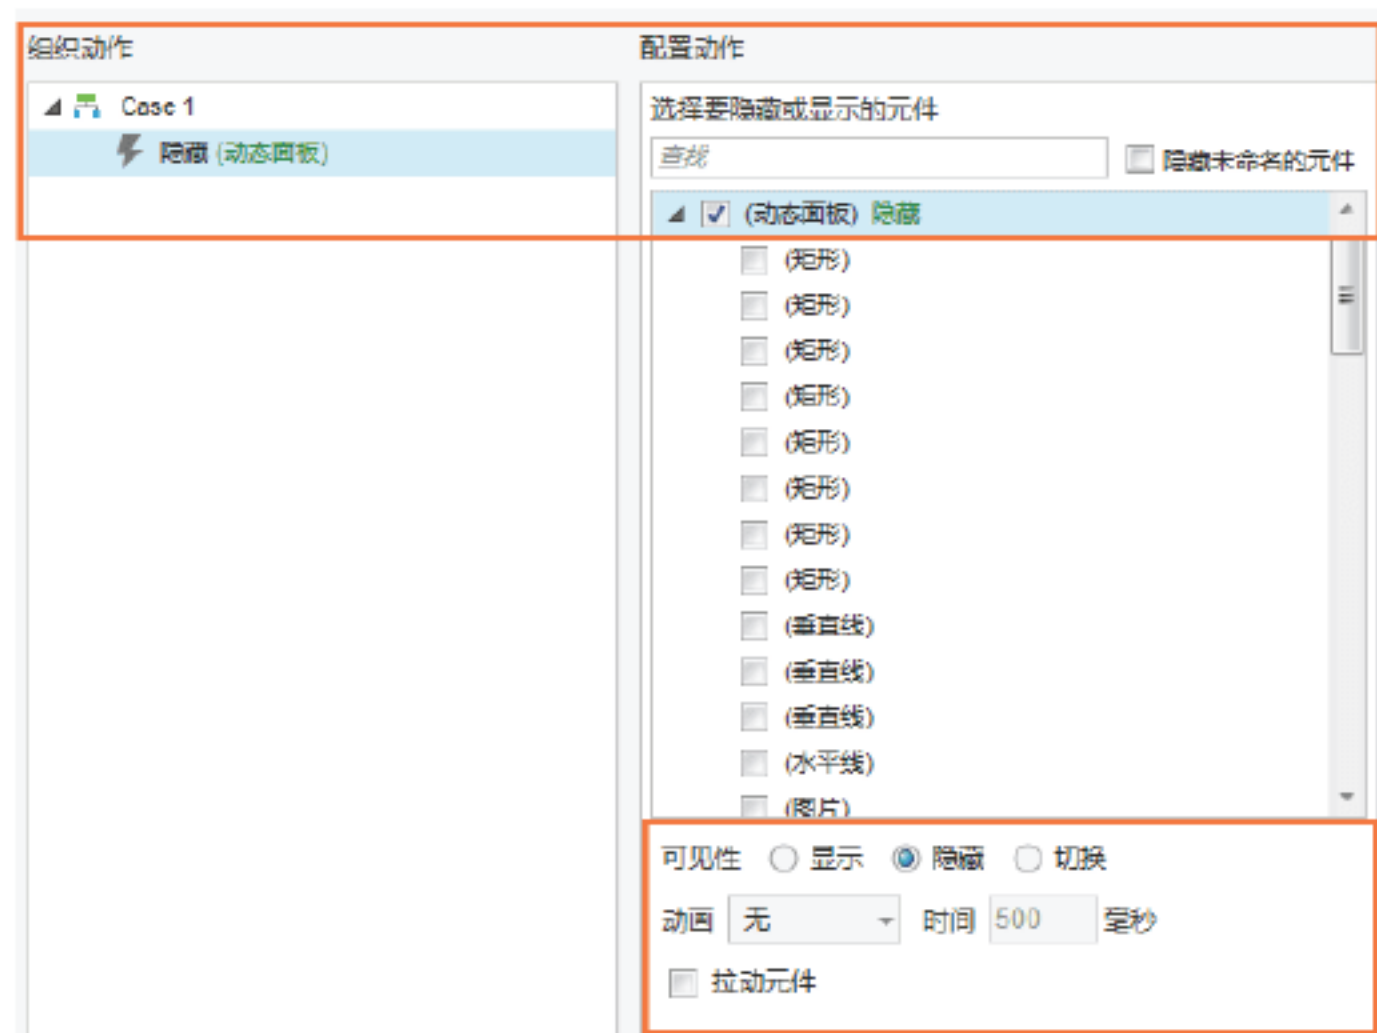 组织动作
配置动作
Case 1
隐藏 (动态面板)
选择要隐藏或显示的元件
查找
隐藏未命名的元件
(动态面板) 隐藏
(矩形)
(矩形)
(矩形)
(矩形)
(矩形)
(矩形)
(矩形)
(矩形)
(垂直线)
(垂直线)
(垂直线)
(水平线)
(图片)
可见性 显示 隐藏 切换
动画 无 时间 500 毫秒
拉动元件